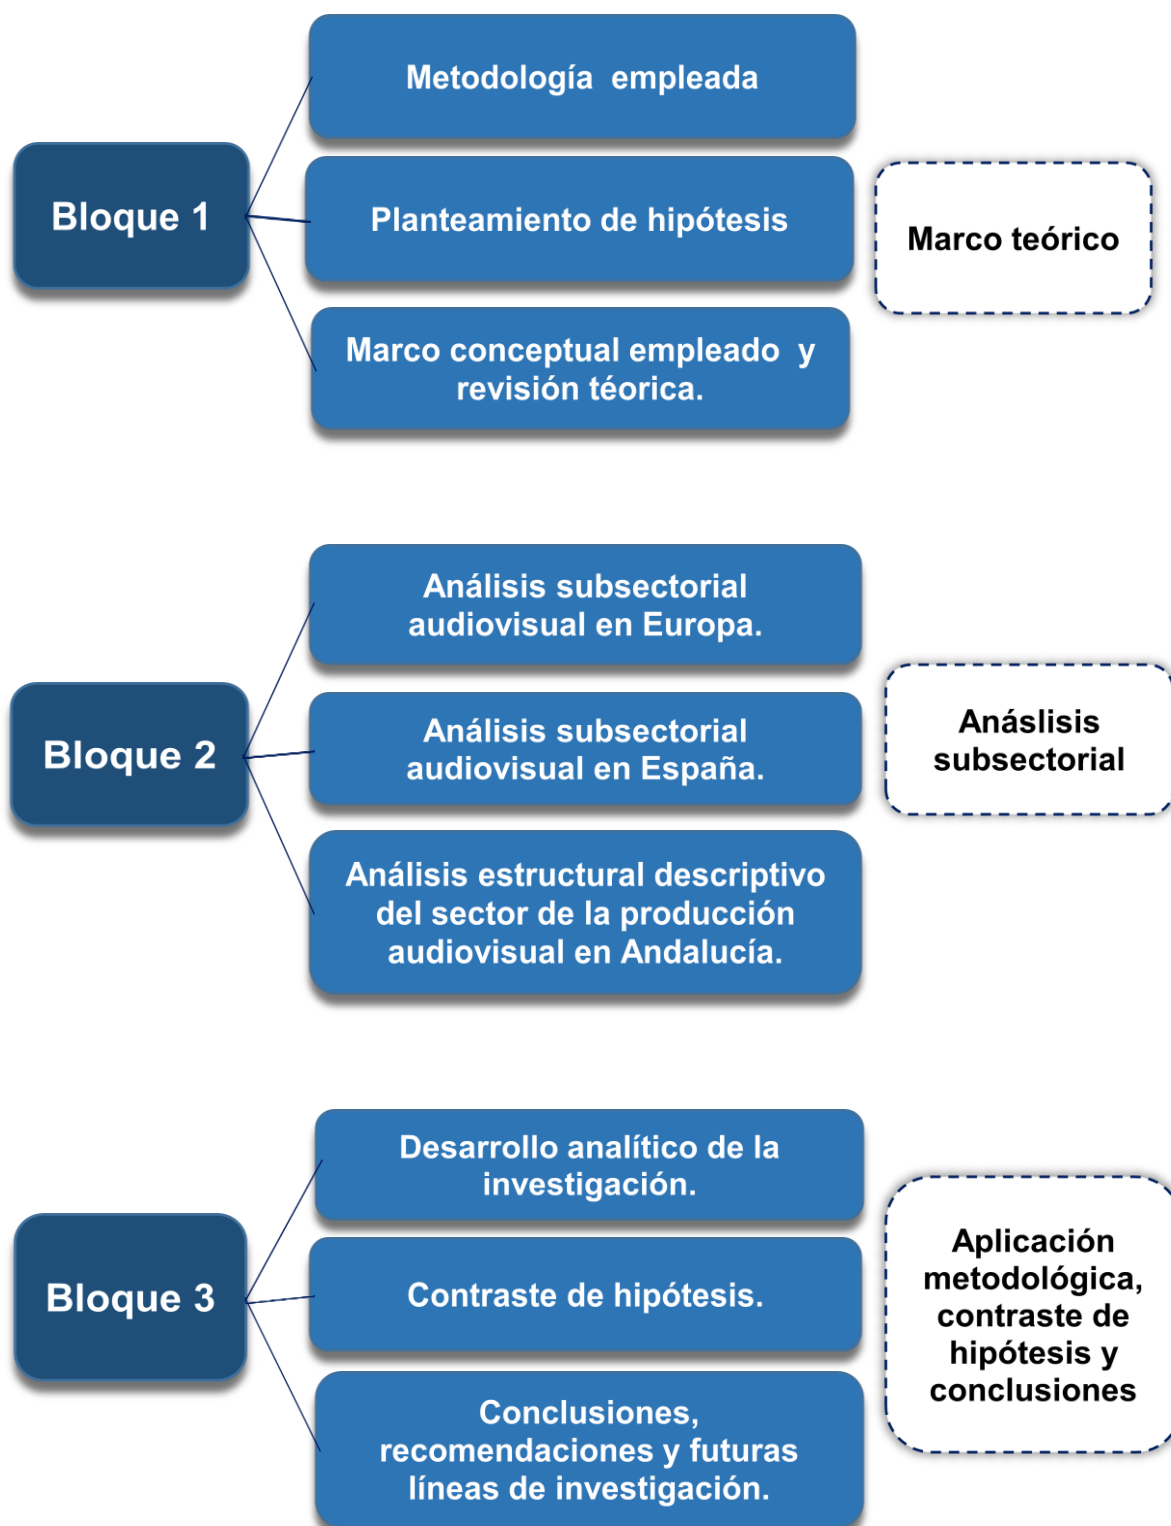 Metodología empleada
Bloque 1
Planteamiento de hipótesis
Marco teórico
Marco conceptual empleado y
revisión téorica.
Análisis subsectorial
audiovisual en Europa.
Bloque 2
Análisis subsectorial
audiovisual en España.
Anáslisis
subsectorial
Análisis estructural descriptivo
del sector de la producción
audiovisual en Andalucía.
Desarrollo analítico de la
investigación.
Bloque 3
Contraste de hipótesis.
Aplicación
metodológica,
contraste de
hipótesis y
conclusiones
Conclusiones,
recomendaciones y futuras
líneas de investigación.